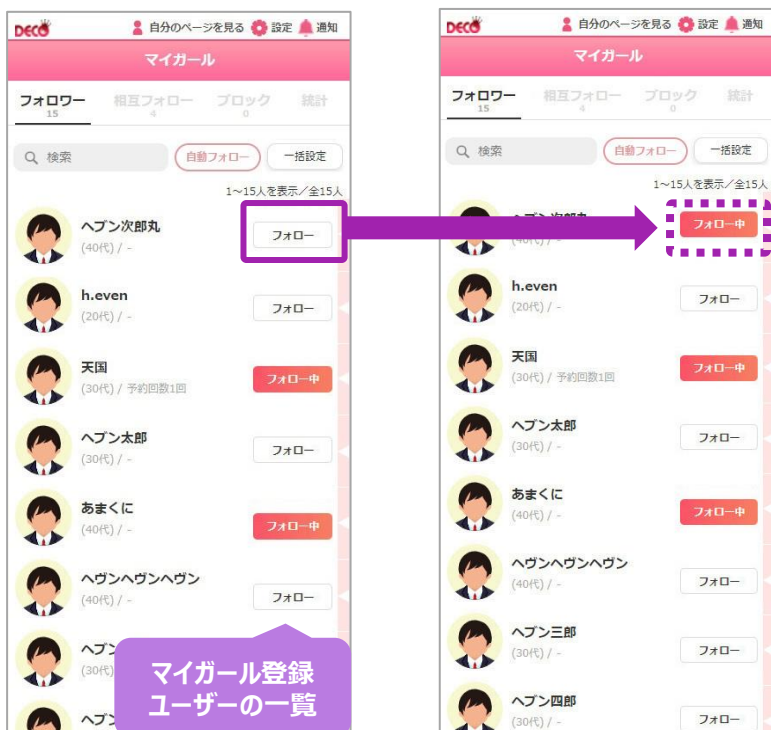 DECO
自分のページを見る 設定 通知
マイガール
フォロワー 相互フォロー ブロック 統計
15 4 0
検索 自動フォロー 一括設定
1～15人を表示／全15人
ヘブン次郎丸
(40代) / -
フォロー
h.even
(20代) / -
フォロー
天国
(30代) / 予約回数1回
フォロー中
ヘブン太郎
(30代) / -
フォロー
あまくに
(40代) / -
フォロー中
ヘヴンヘヴンヘヴン
(40代) / -
フォロー
ヘブ
(30代)
ヘブ
マイガール登録
ユーザーの一覧
DECO
自分のページを見る 設定 通知
マイガール
フォロワー 相互フォロー ブロック 統計
15 4 0
検索 自動フォロー 一括設定
1～15人を表示／全15人
(40代) / -
フォロー中
h.even
(20代) / -
フォロー
天国
(30代) / 予約回数1回
フォロー中
ヘブン太郎
(30代) / -
フォロー
あまくに
(40代) / -
フォロー中
ヘヴンヘヴンヘヴン
(40代) / -
フォロー
ヘブン三郎
(30代) / -
フォロー
ヘブン四郎
(30代) / -
フォロー